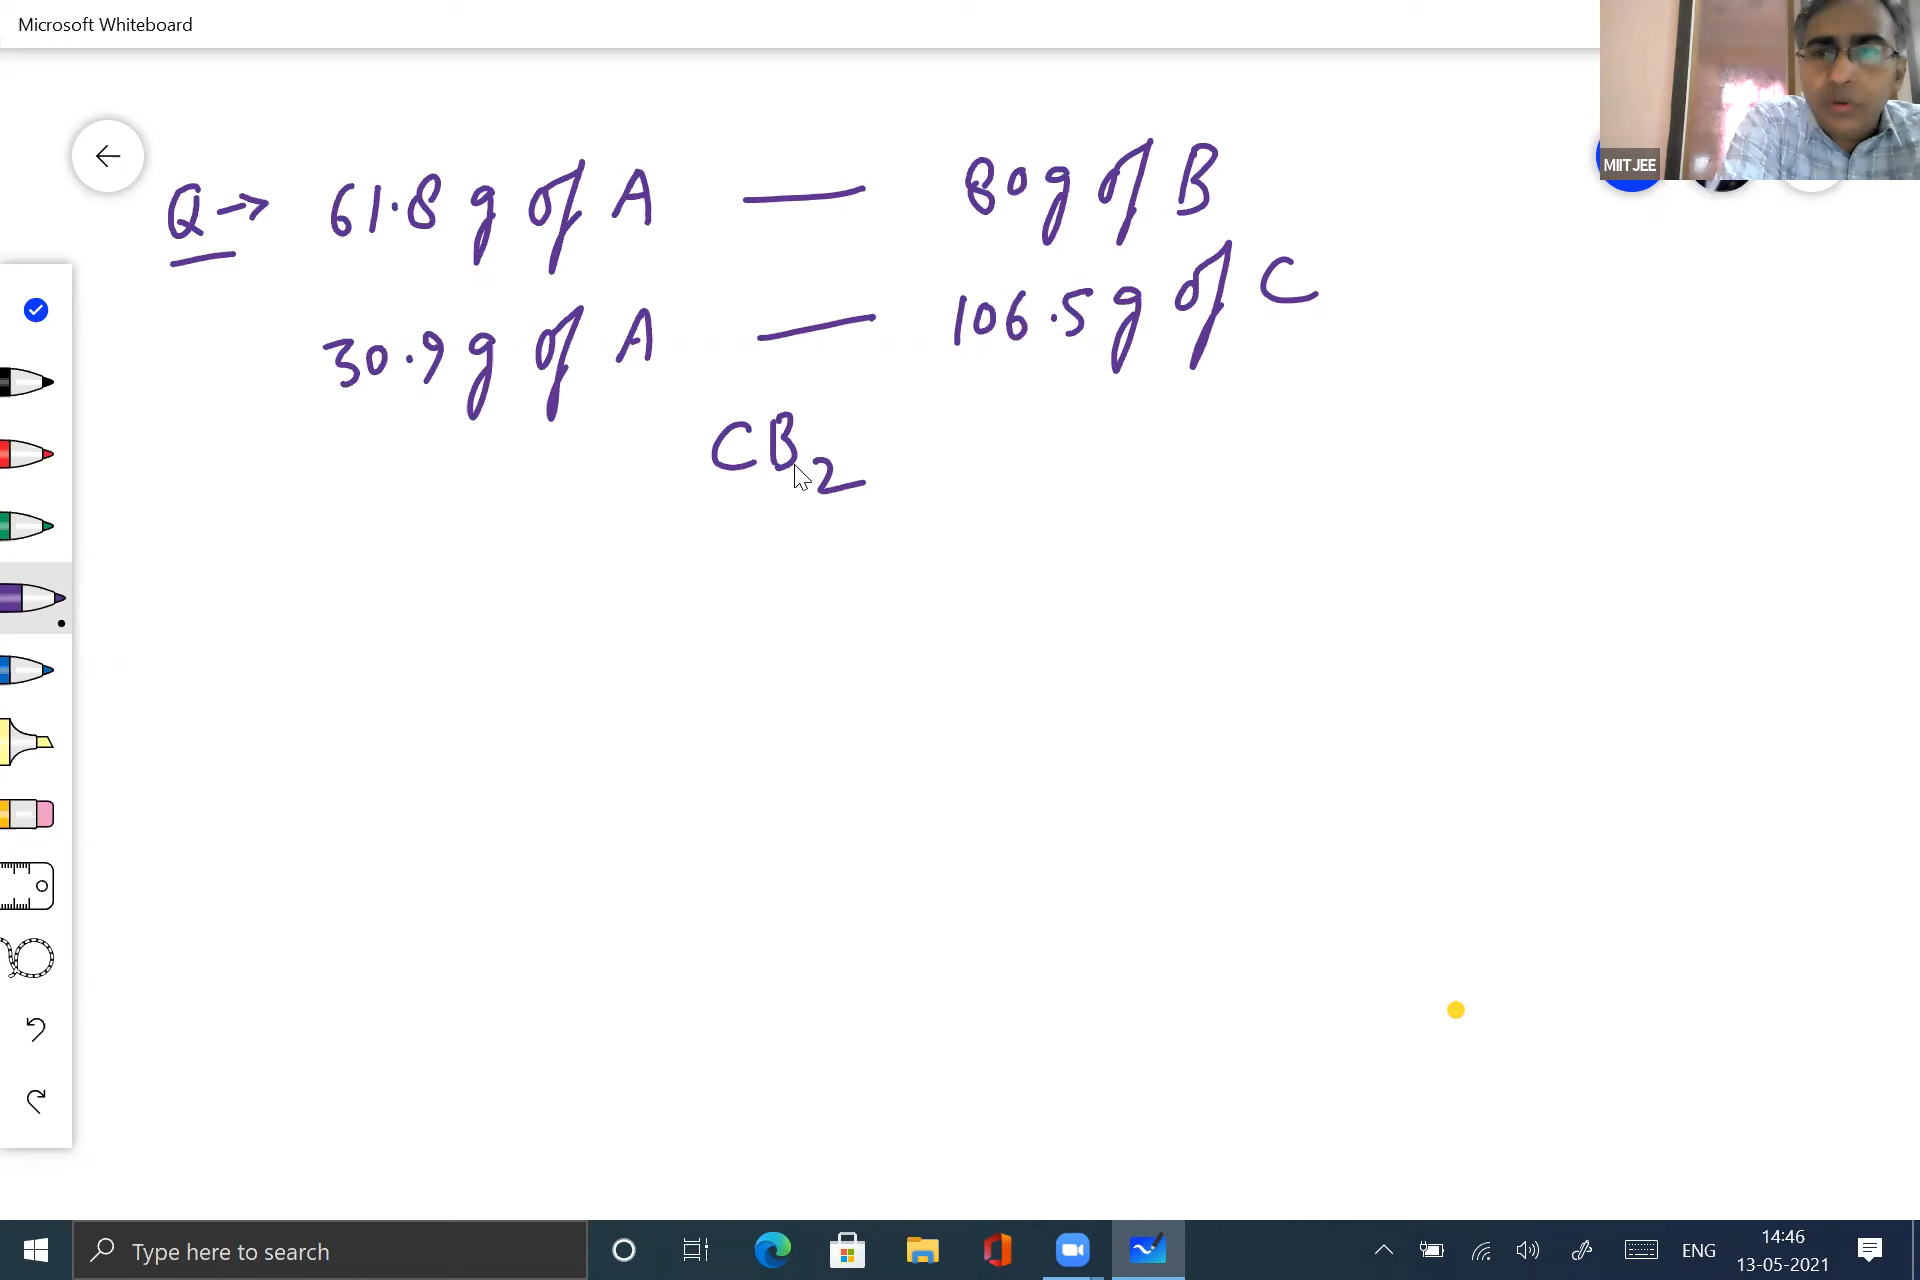 Microsoft Whiteboard
MIIT JEE
Q → 61.8 g of A — 80 g of B
30.9 g of A — 106.5 g of C
CB2
Type here to search
ENG
14:46
13-05-2021